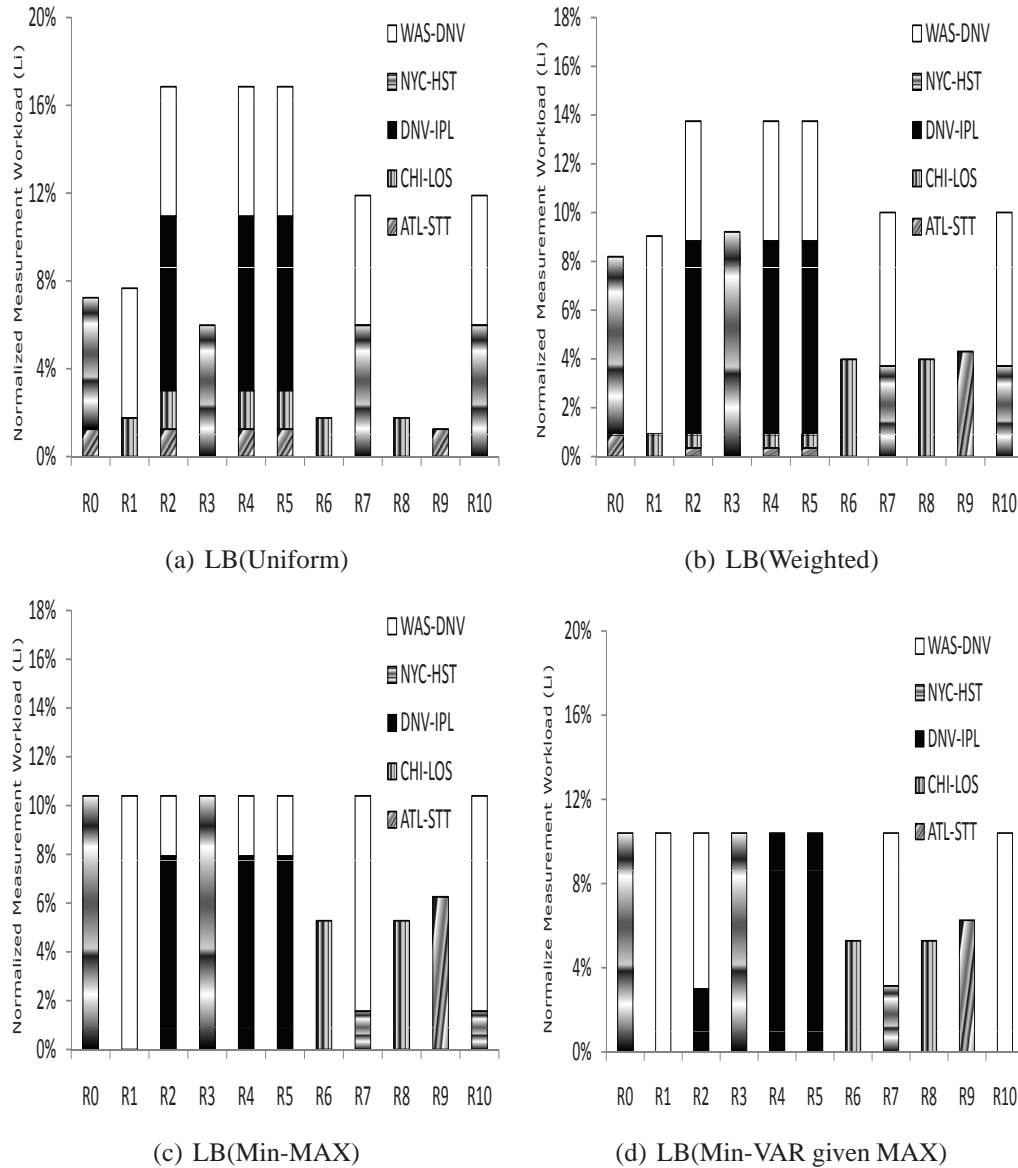 20%
16%
12%
8%
4%
0%
Normalized Measurement Workload (Li)
WAS-DNV
NYC-HST
DNV-IPL
CHI-LOS
ATL-STT
R0 R1 R2 R3 R4 R5 R6 R7 R8 R9 R10
(a) LB(Uniform)
18%
16%
14%
12%
10%
8%
6%
4%
2%
0%
Normalized Measurement Workload (Li)
WAS-DNV
NYC-HST
DNV-IPL
CHI-LOS
ATL-STT
R0 R1 R2 R3 R4 R5 R6 R7 R8 R9 R10
(b) LB(Weighted)
18%
16%
14%
12%
10%
8%
6%
4%
2%
0%
Normalized Measurement Workload (Li)
WAS-DNV
NYC-HST
DNV-IPL
CHI-LOS
ATL-STT
R0 R1 R2 R3 R4 R5 R6 R7 R8 R9 R10
(c) LB(Min-MAX)
20%
16%
12%
8%
4%
0%
Normalize Measurement Workload (Li)
WAS-DNV
NYC-HST
DNV-IPL
CHI-LOS
ATL-STT
R0 R1 R2 R3 R4 R5 R6 R7 R8 R9 R10
(d) LB(Min-VAR given MAX)